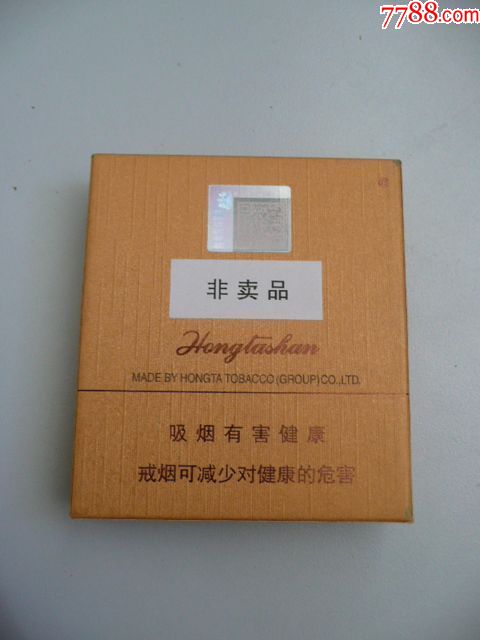 7788.com
非卖品
Hongtashan
MADE BY HONGTA TOBACCO (GROUP) CO., LTD.
吸烟有害健康
戒烟可减少对健康的危害